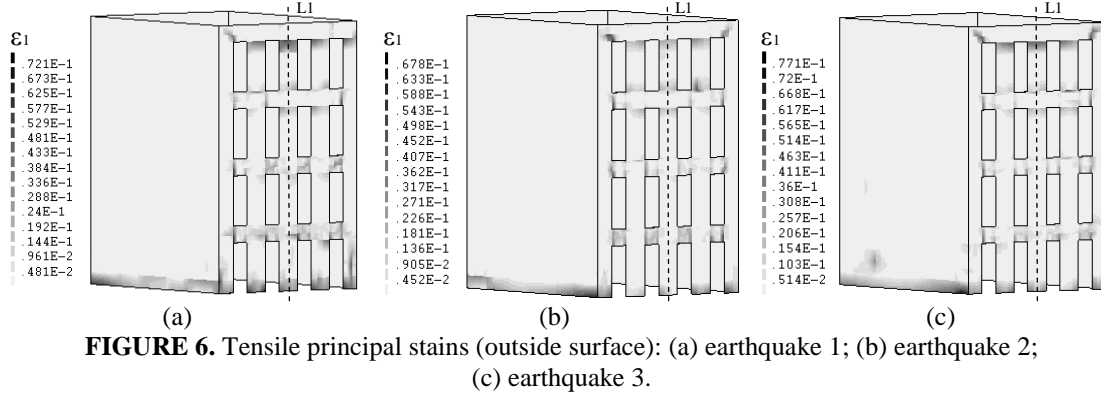 L1
ε1
.721E-1
.673E-1
.625E-1
.577E-1
.529E-1
.481E-1
.433E-1
.384E-1
.336E-1
.288E-1
.24E-1
.192E-1
.144E-1
.961E-2
.481E-2
(a)
L1
ε1
.678E-1
.633E-1
.588E-1
.543E-1
.498E-1
.452E-1
.407E-1
.362E-1
.317E-1
.271E-1
.226E-1
.181E-1
.136E-1
.905E-2
.452E-2
(b)
L1
ε1
.771E-1
.72E-1
.668E-1
.617E-1
.565E-1
.514E-1
.463E-1
.411E-1
.36E-1
.308E-1
.257E-1
.206E-1
.154E-1
.103E-1
.514E-2
(c)
FIGURE 6. Tensile principal stains (outside surface): (a) earthquake 1; (b) earthquake 2;
(c) earthquake 3.